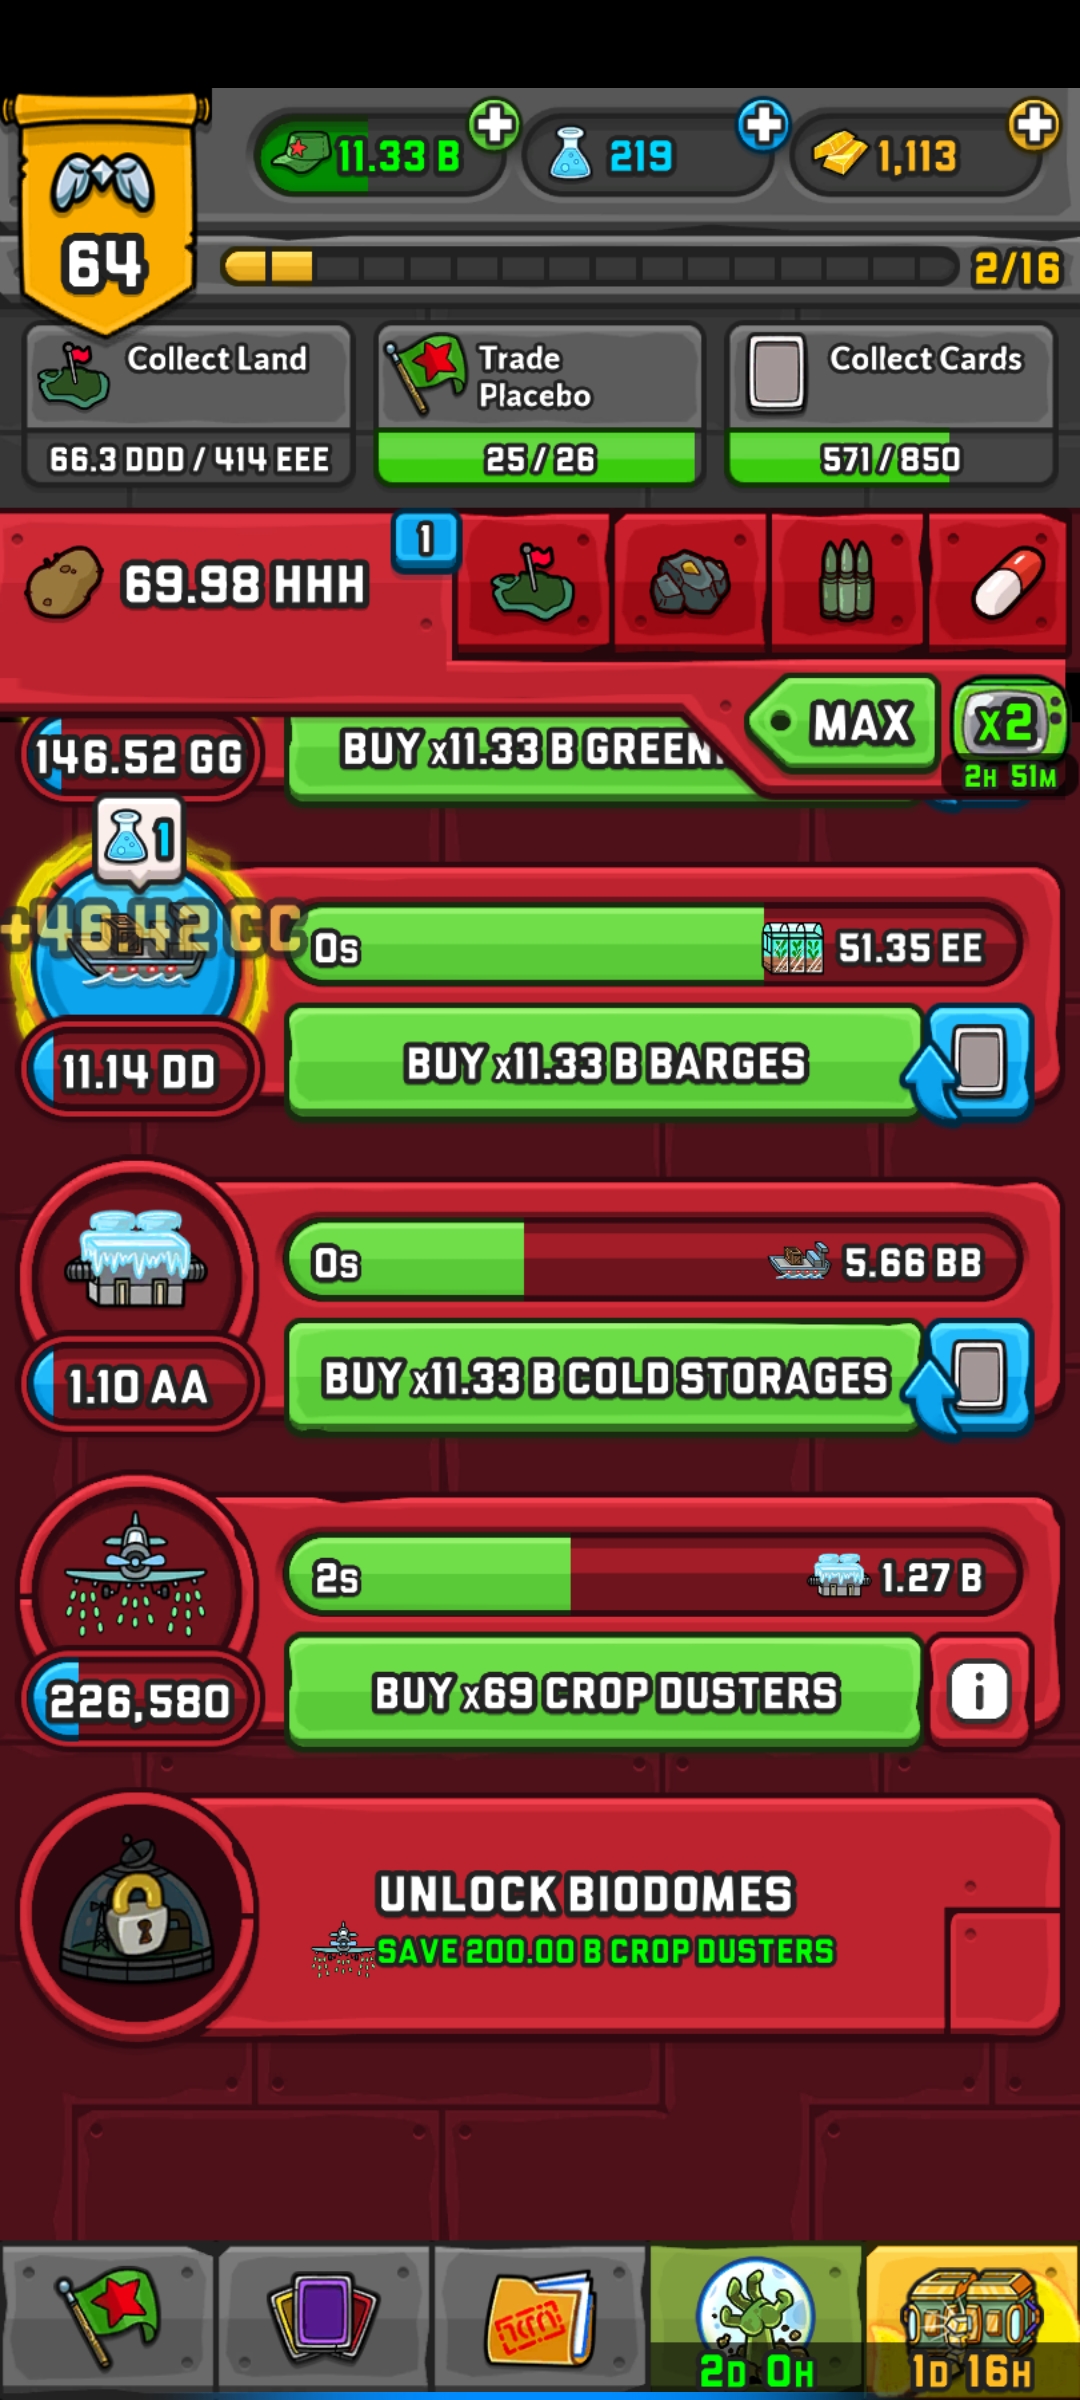 64
11.33 B
219
1,113
2/16
Collect Land
66.3 DDD / 414 EEE
Trade
Placebo
25 / 26
Collect Cards
571 / 850
69.98 HHH
1
MAX
X2
2H 51M
146.52 GG
BUY x11.33 B GREEN
1
+46.42 CC
0s
51.35 EE
11.14 DD
BUY x11.33 B BARGES
0s
5.66 BB
1.10 AA
BUY x11.33 B COLD STORAGES
2s
1.27 B
226,580
BUY x69 CROP DUSTERS
i
UNLOCK BIODOMES
SAVE 200.00 B CROP DUSTERS
2D 0H
1D 16H